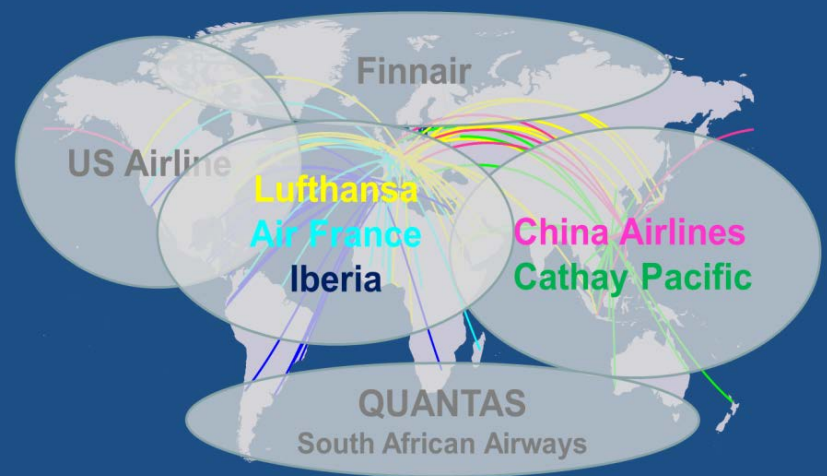 Finnair
US Airline
Lufthansa
Air France
Iberia
China Airlines
Cathay Pacific
QUANTAS
South African Airways